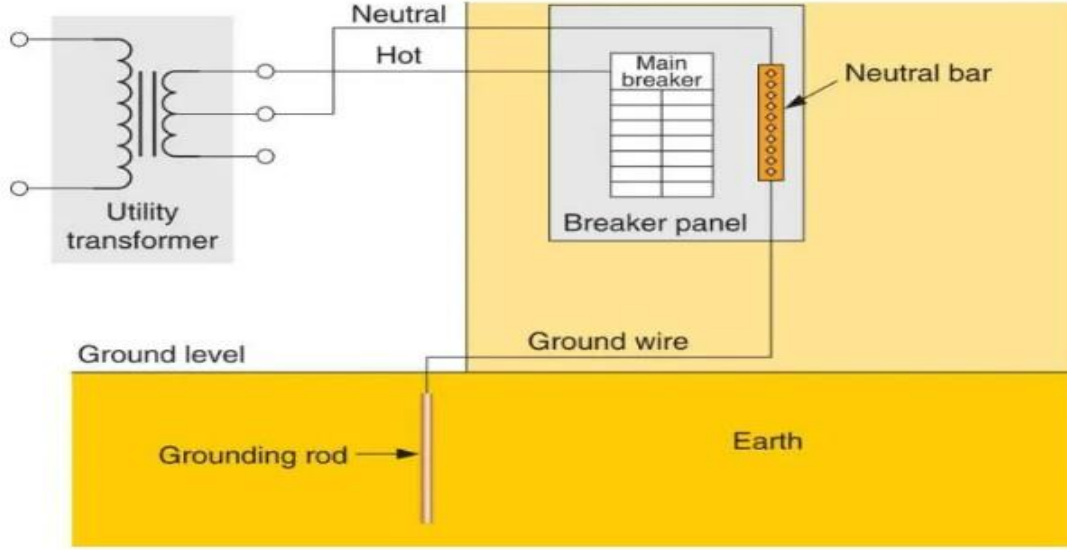 Neutral
Hot
Main
breaker
Neutral bar
Utility
transformer
Breaker panel
Ground wire
Ground level
Grounding rod
Earth